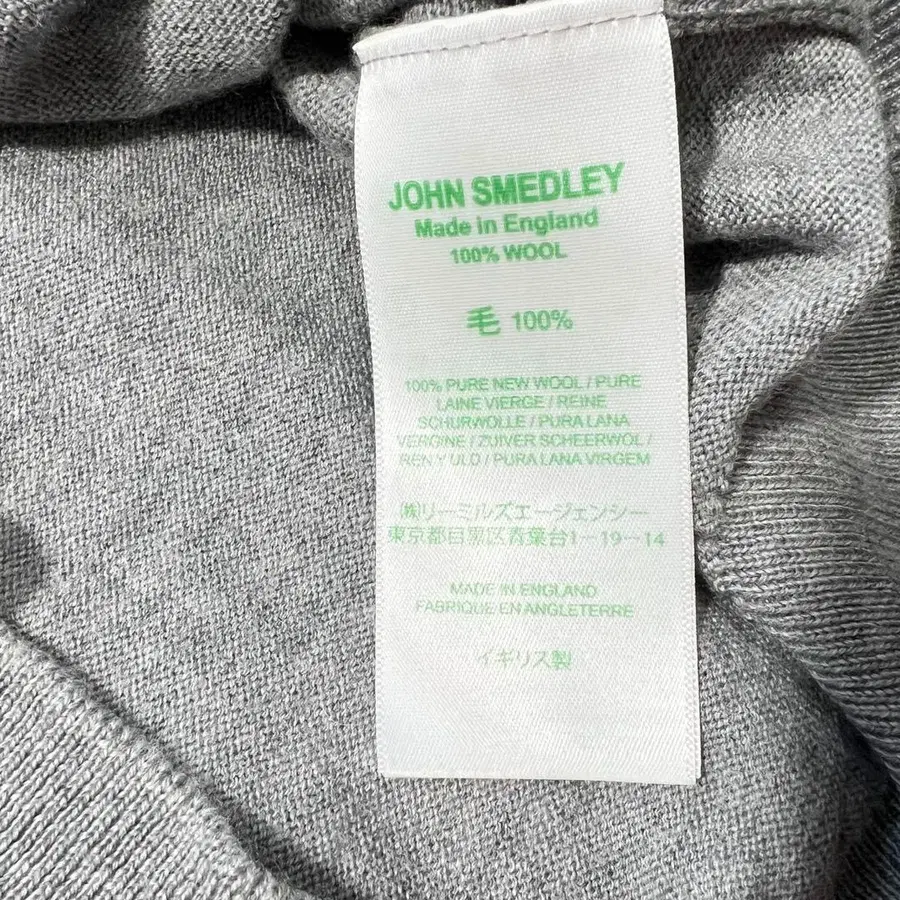 JOHN SMEDLEY
Made in England
100% WOOL
毛 100%
100% PURE NEW WOOL / PURE
LAINE VIERGE / REINE
SCHURWOLLE / PURA LANA
VERGINE / ZUIVER SCHEERWOL /
REN Y ULD / PURA LANA VIRGEM
㈱リーミルズエージェンシー
東京都目黒区青葉台1-19-14
MADE IN ENGLAND
FABRIQUE EN ANGLETERRE
イギリス製